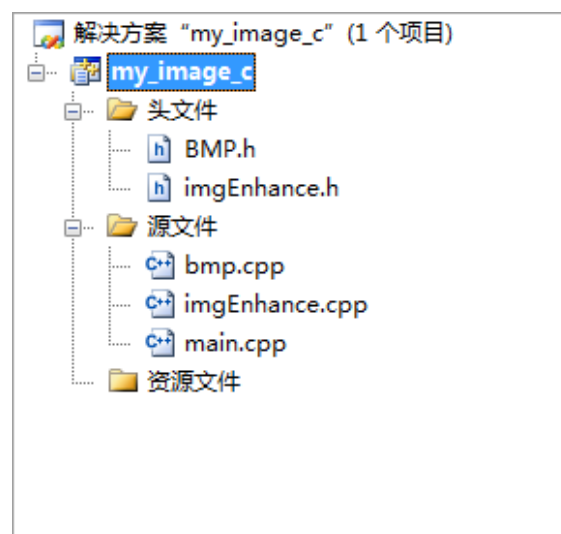 解决方案 “my_image_c” (1 个项目)
my_image_c
头文件
BMP.h
imgEnhance.h
源文件
bmp.cpp
imgEnhance.cpp
main.cpp
资源文件